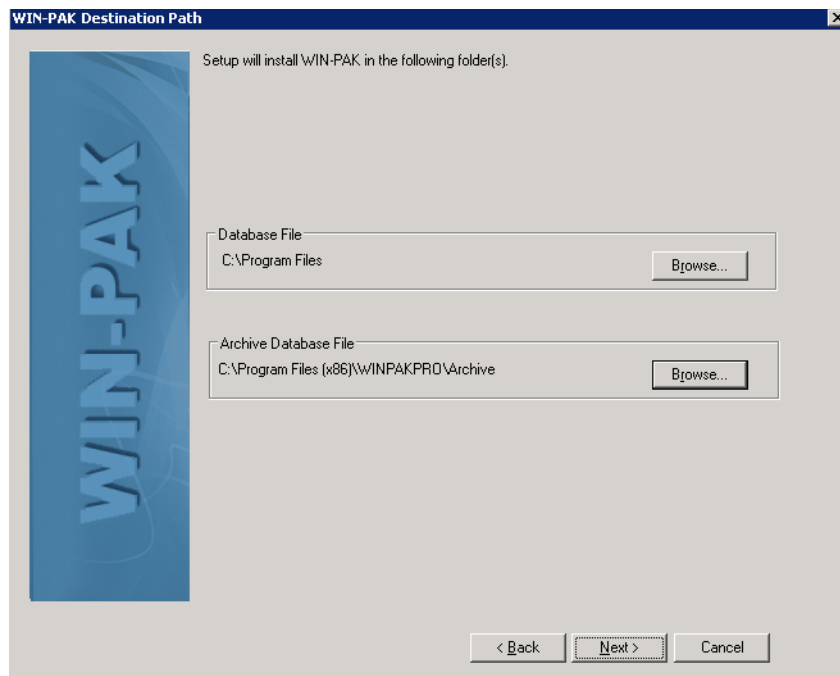 WIN-PAK Destination Path
Setup will install WIN-PAK in the following folder(s).
WIN-PAK
Database File
C:\Program Files
Browse...
Archive Database File
C:\Program Files (x86)\WINPAKPRO\Archive
Browse...
< Back Next > Cancel